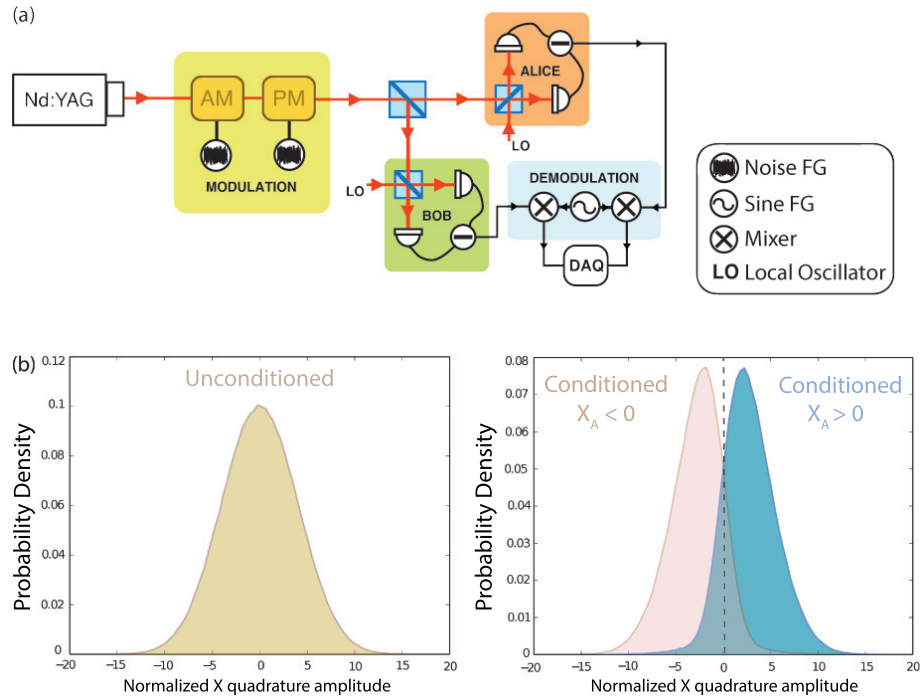 (a)
Nd:YAG
AM
PM
MODULATION
ALICE
LO
LO
BOB
DEMODULATION
DAQ
Noise FG
Sine FG
Mixer
LO Local Oscillator
(b)
Unconditioned
Probability Density
0.12
0.1
0.08
0.06
0.04
0.02
0
-20 -15 -10 -5 0 5 10 15 20
Normalized X quadrature amplitude
Conditioned
X_A < 0
Conditioned
X_A > 0
Probability Density
0.08
0.07
0.06
0.05
0.04
0.03
0.02
0.01
0
-20 -15 -10 -5 0 5 10 15 20
Normalized X quadrature amplitude